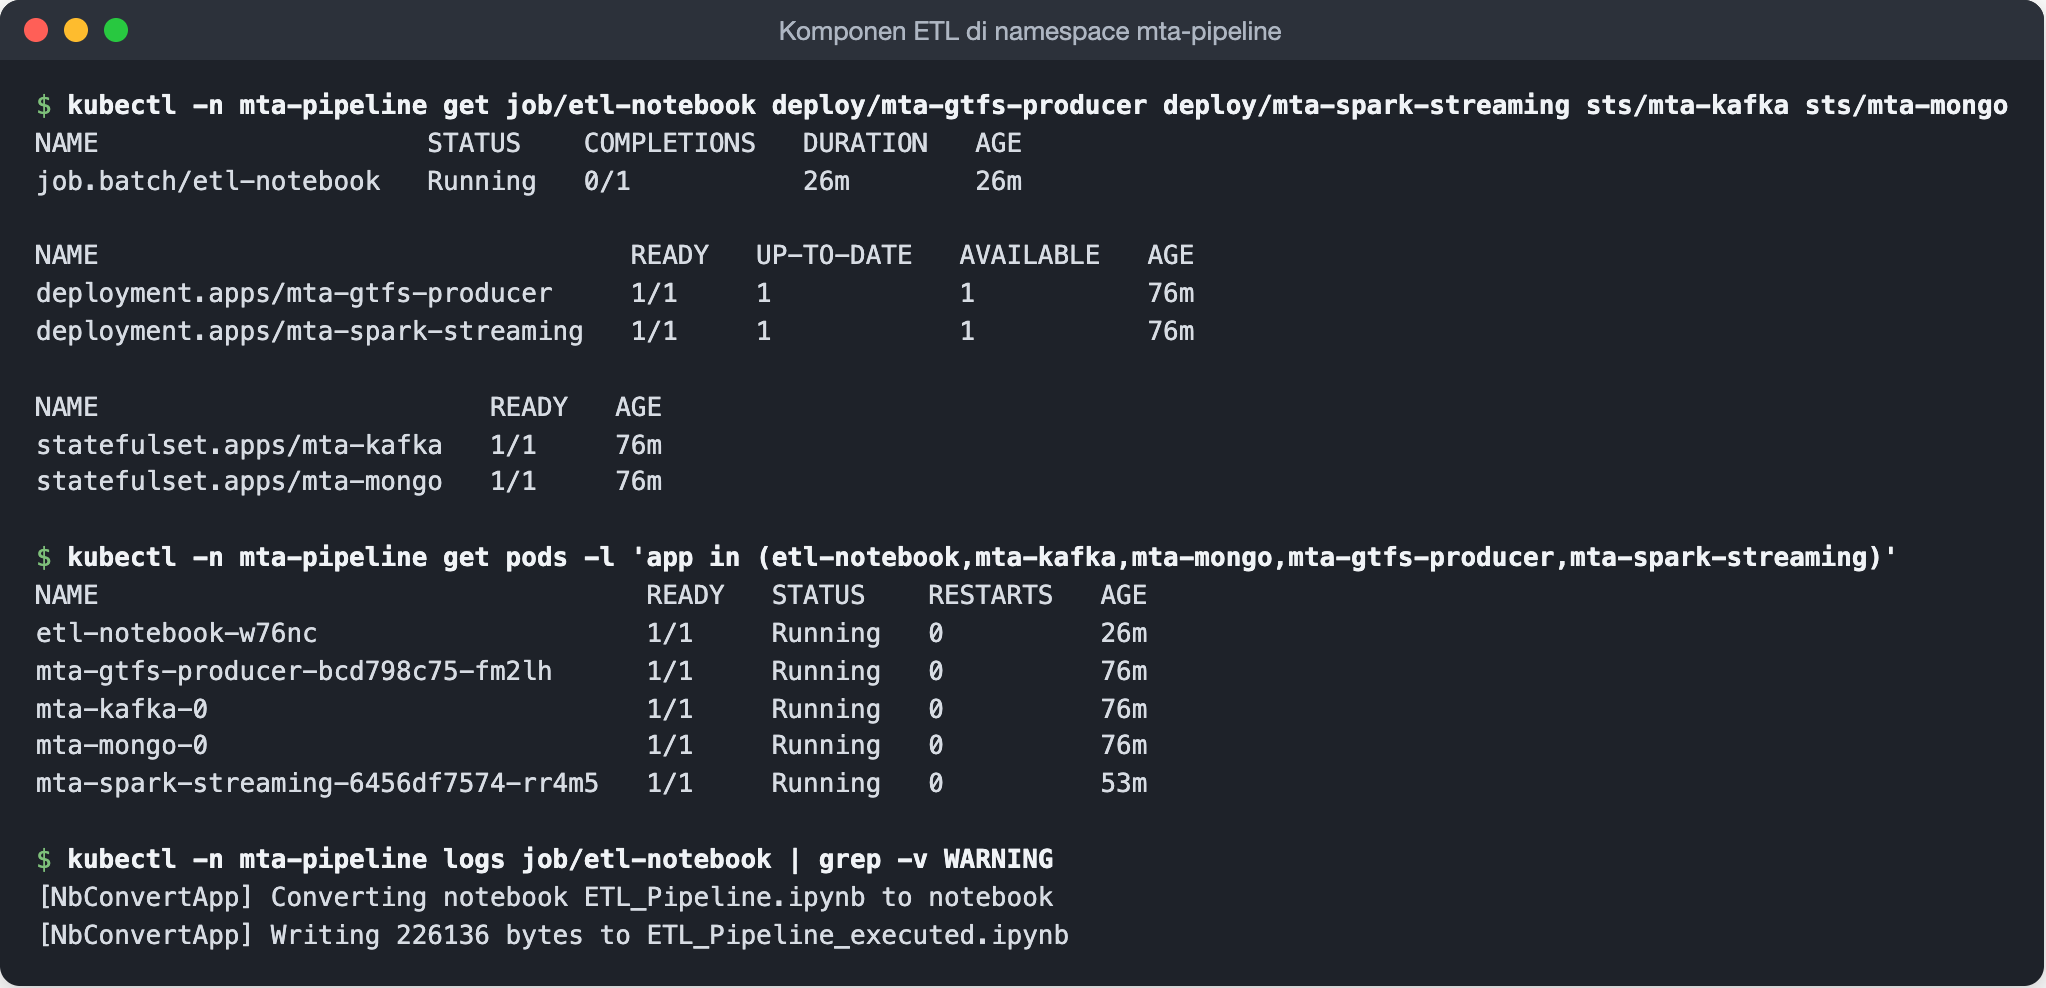 Komponen ETL di namespace mta-pipeline
$ kubectl -n mta-pipeline get job/etl-notebook deploy/mta-gtfs-producer deploy/mta-spark-streaming sts/mta-kafka sts/mta-mongo
NAME                     STATUS    COMPLETIONS   DURATION   AGE
job.batch/etl-notebook   Running   0/1           26m        26m
NAME                                  READY   UP-TO-DATE   AVAILABLE   AGE
deployment.apps/mta-gtfs-producer     1/1     1            1           76m
deployment.apps/mta-spark-streaming   1/1     1            1           76m
NAME                         READY   AGE
statefulset.apps/mta-kafka   1/1     76m
statefulset.apps/mta-mongo   1/1     76m
$ kubectl -n mta-pipeline get pods -l 'app in (etl-notebook,mta-kafka,mta-mongo,mta-gtfs-producer,mta-spark-streaming)'
NAME                                   READY   STATUS    RESTARTS   AGE
etl-notebook-w76nc                     1/1     Running   0          26m
mta-gtfs-producer-bcd798c75-fm2lh      1/1     Running   0          76m
mta-kafka-0                            1/1     Running   0          76m
mta-mongo-0                            1/1     Running   0          76m
mta-spark-streaming-6456df7574-rr4m5   1/1     Running   0          53m
$ kubectl -n mta-pipeline logs job/etl-notebook | grep -v WARNING
[NbConvertApp] Converting notebook ETL_Pipeline.ipynb to notebook
[NbConvertApp] Writing 226136 bytes to ETL_Pipeline_executed.ipynb